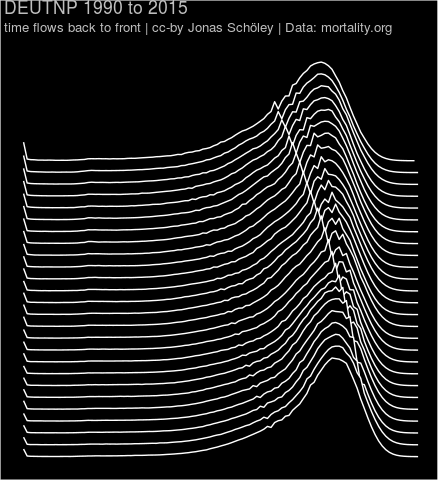 DEUTNP 1990 to 2015
time flows back to front | cc-by Jonas Schöley | Data: mortality.org